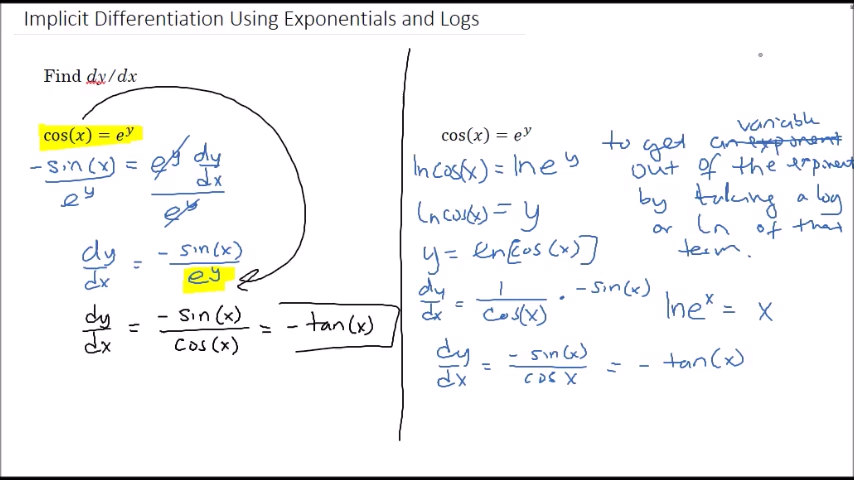 Implicit Differentiation Using Exponentials and Logs
Find dy/dx
cos(x) = e^y
-sin(x)/e^y = e^y dy/dx / e^y
dy/dx = -sin(x)/e^y
dy/dx = -sin(x)/cos(x) = -tan(x)
cos(x) = e^y
ln cos(x) = ln e^y
ln cos(x) = y
y = ln[cos(x)]
dy/dx = 1/cos(x) · -sin(x)
dy/dx = -sin(x)/cos x = - tan(x)
variable
to get an exponent
out of the exponent
by taking a log
or ln of that
term.
ln e^x = x